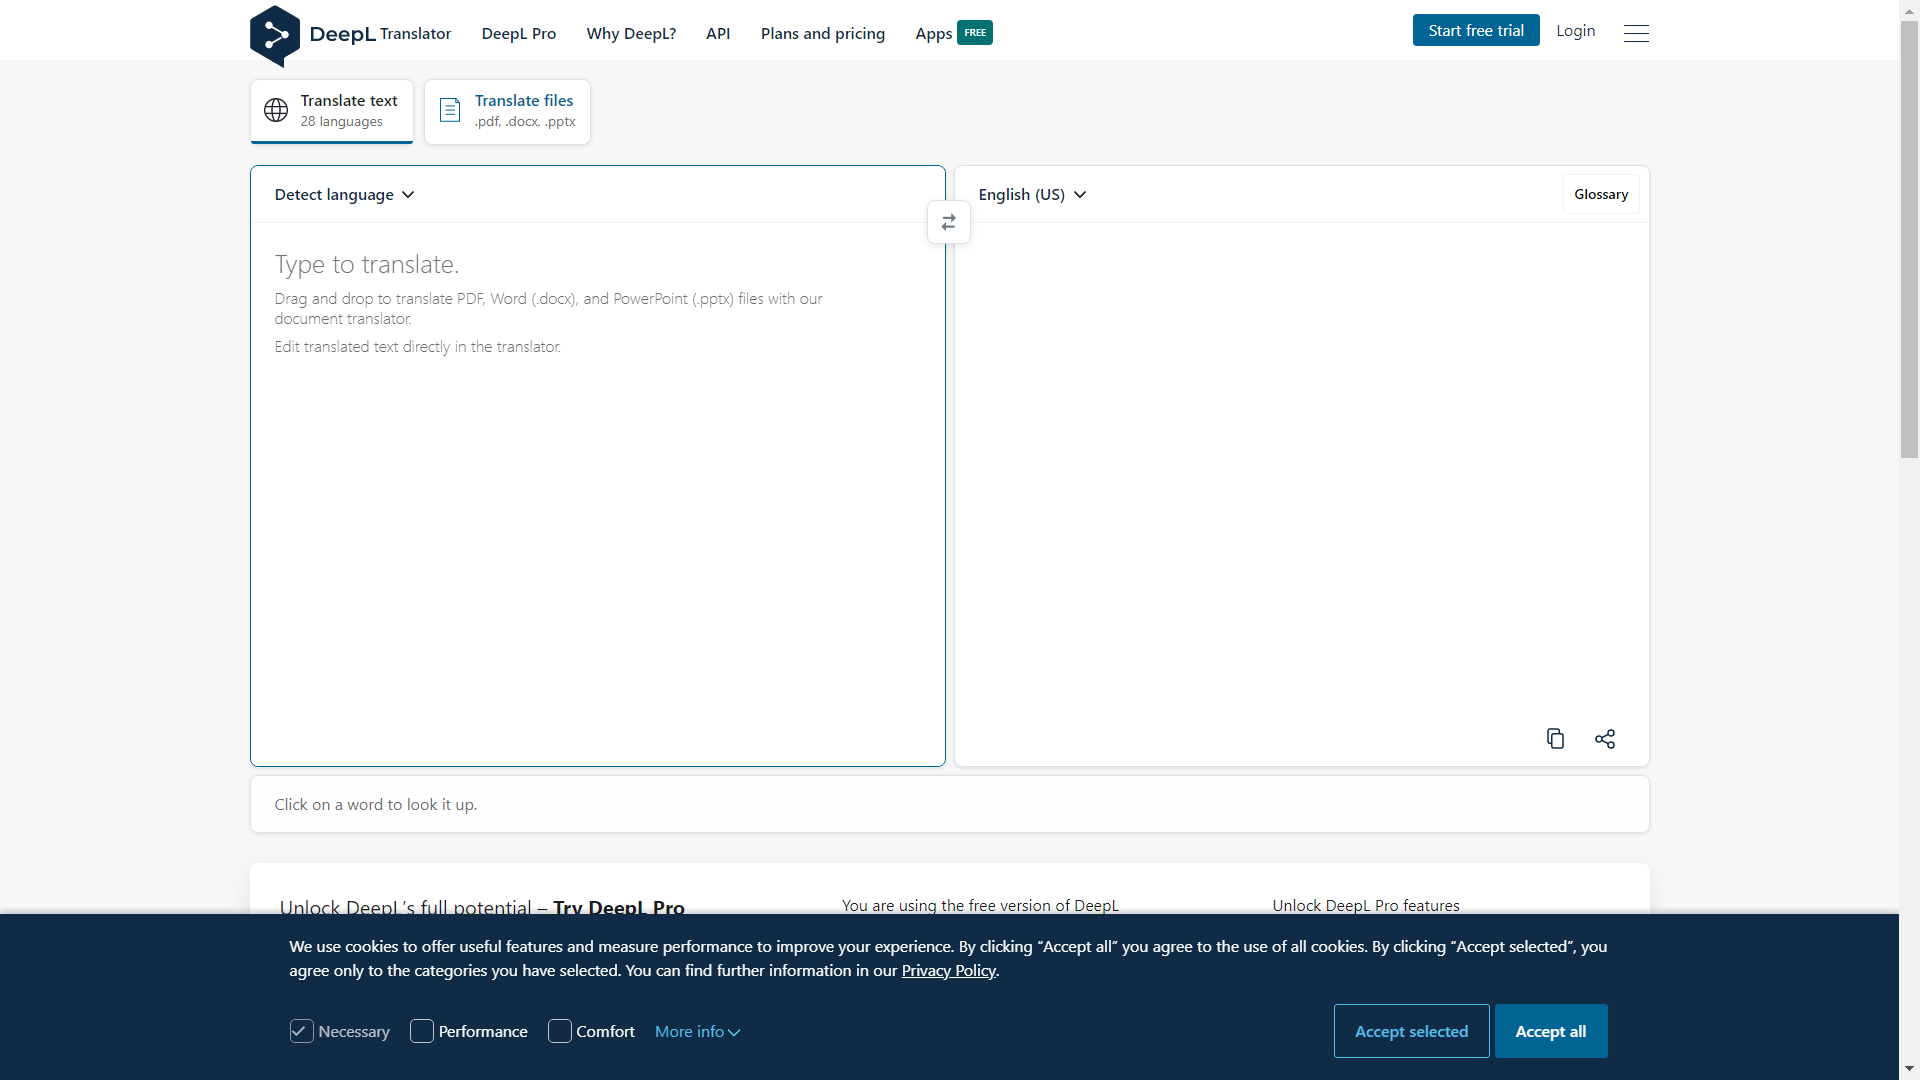 DeepL Translator
DeepL Pro
Why DeepL?
API
Plans and pricing
Apps FREE
Start free trial
Login
Translate text
28 languages
Translate files
.pdf, .docx, .pptx
Detect language
English (US)
Glossary
Type to translate.
Drag and drop to translate PDF, Word (.docx), and PowerPoint (.pptx) files with our
document translator.
Edit translated text directly in the translator.
Click on a word to look it up.
Unlock DeepL's full potential – Try DeepL Pro
You are using the free version of DeepL
Unlock DeepL Pro features
We use cookies to offer useful features and measure performance to improve your experience. By clicking “Accept all” you agree to the use of all cookies. By clicking “Accept selected”, you
agree only to the categories you have selected. You can find further information in our Privacy Policy.
Necessary
Performance
Comfort
More info
Accept selected
Accept all